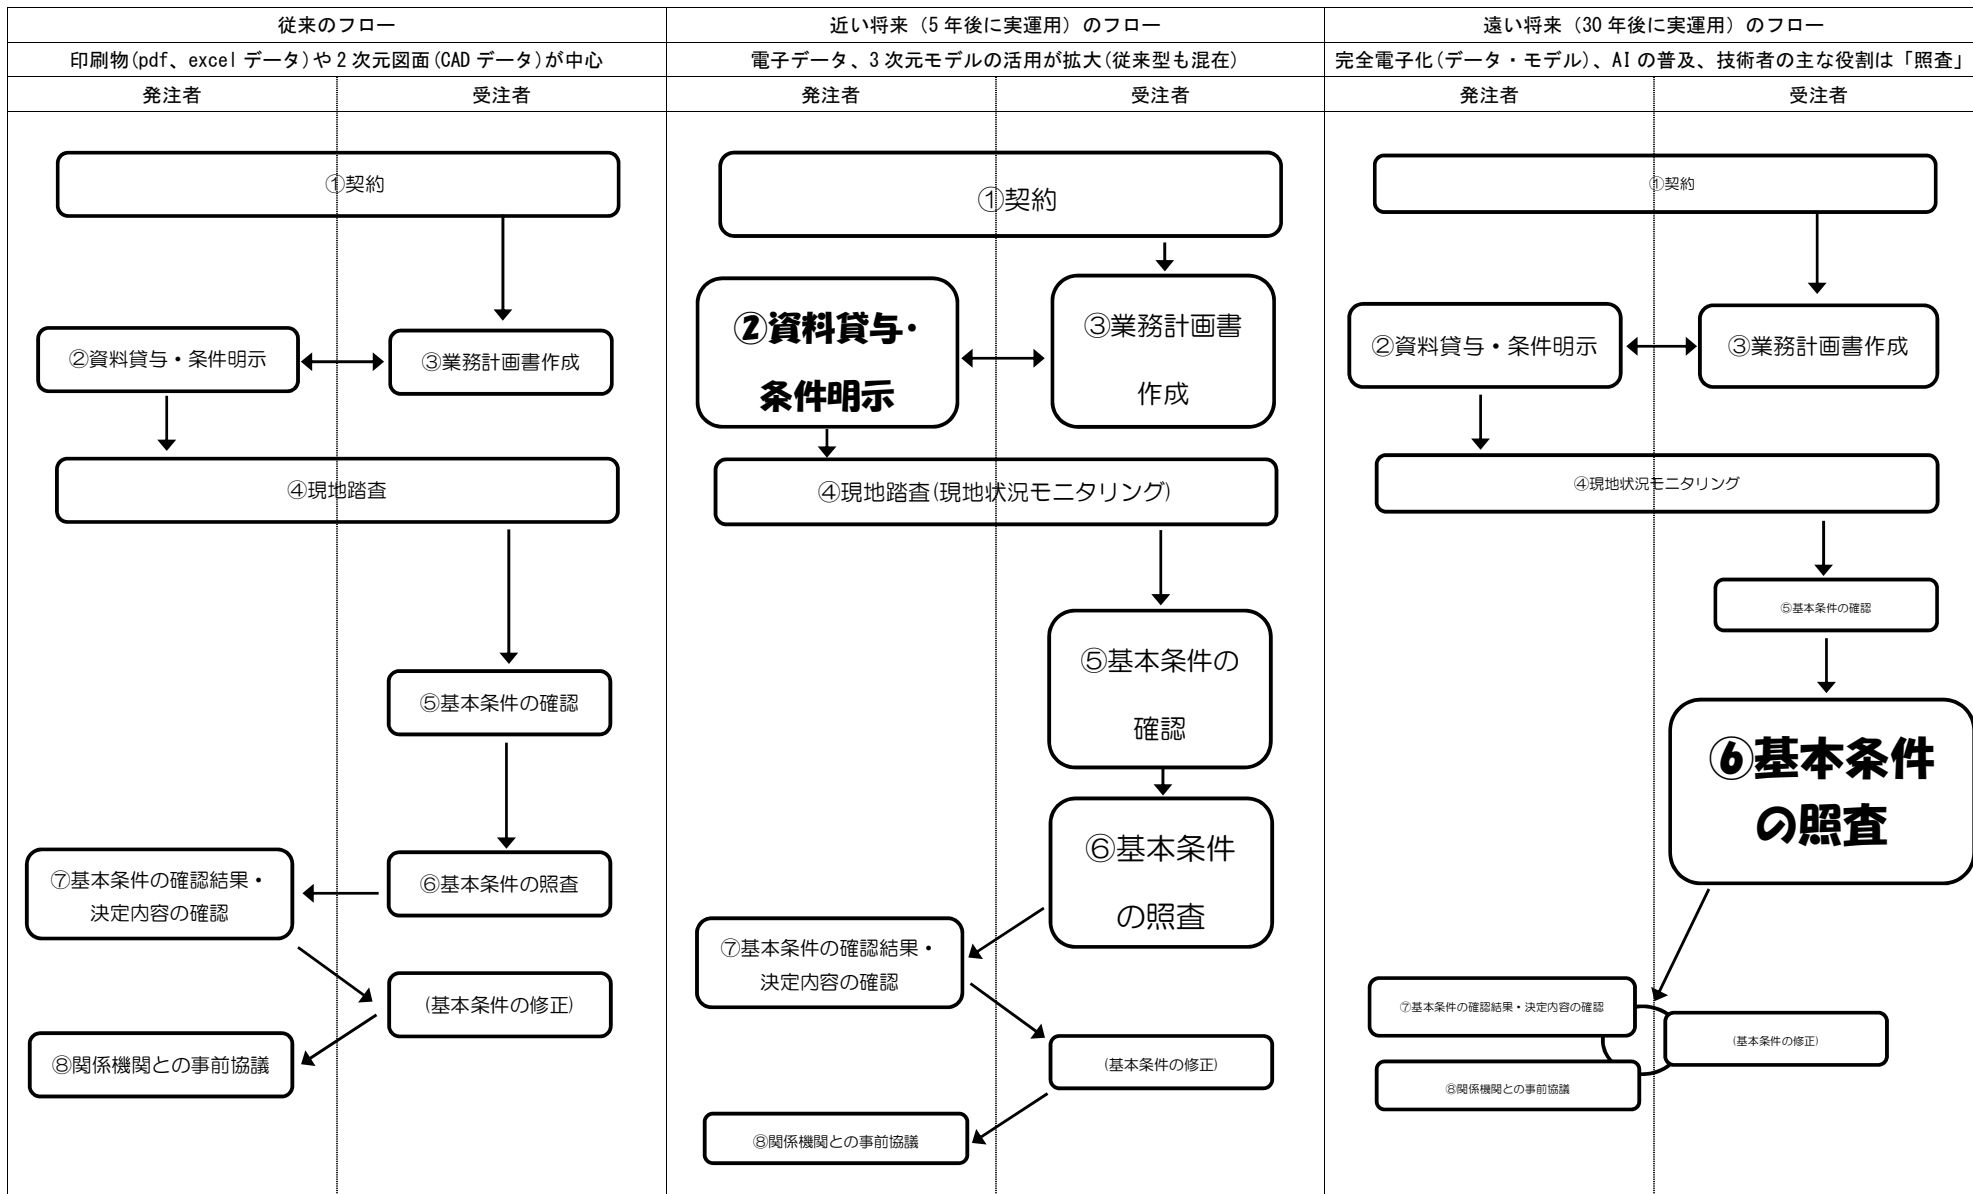 従来のフロー
印刷物(pdf、excelデータ)や2次元図面(CADデータ)が中心
発注者
受注者
①契約
②資料貸与・条件明示
③業務計画書作成
④現地踏査
⑤基本条件の確認
⑥基本条件の照査
⑦基本条件の確認結果・
決定内容の確認
(基本条件の修正)
⑧関係機関との事前協議
近い将来（5年後に実運用）のフロー
電子データ、3次元モデルの活用が拡大(従来型も混在)
発注者
受注者
①契約
②資料貸与・
条件明示
③業務計画書
作成
④現地踏査(現地状況モニタリング)
⑤基本条件の
確認
⑥基本条件
の照査
⑦基本条件の確認結果・
決定内容の確認
(基本条件の修正)
⑧関係機関との事前協議
遠い将来（30年後に実運用）のフロー
完全電子化(データ・モデル)、AIの普及、技術者の主な役割は「照査」
発注者
受注者
①契約
②資料貸与・条件明示
③業務計画書作成
④現地状況モニタリング
⑤基本条件の確認
⑥基本条件
の照査
⑦基本条件の確認結果・決定内容の確認
(基本条件の修正)
⑧関係機関との事前協議